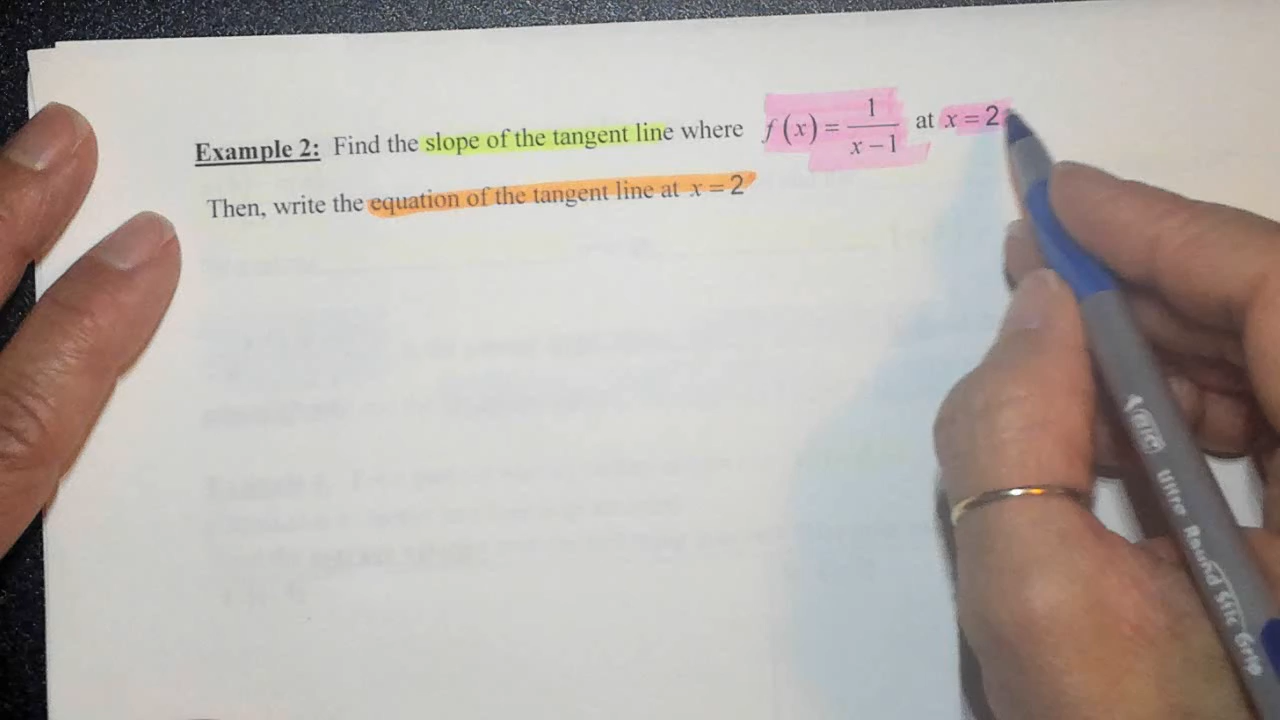 Example 2: Find the slope of the tangent line where f(x) = 1/(x − 1) at x = 2
Then, write the equation of the tangent line at x = 2
BIC Ultra Round Stic Grip